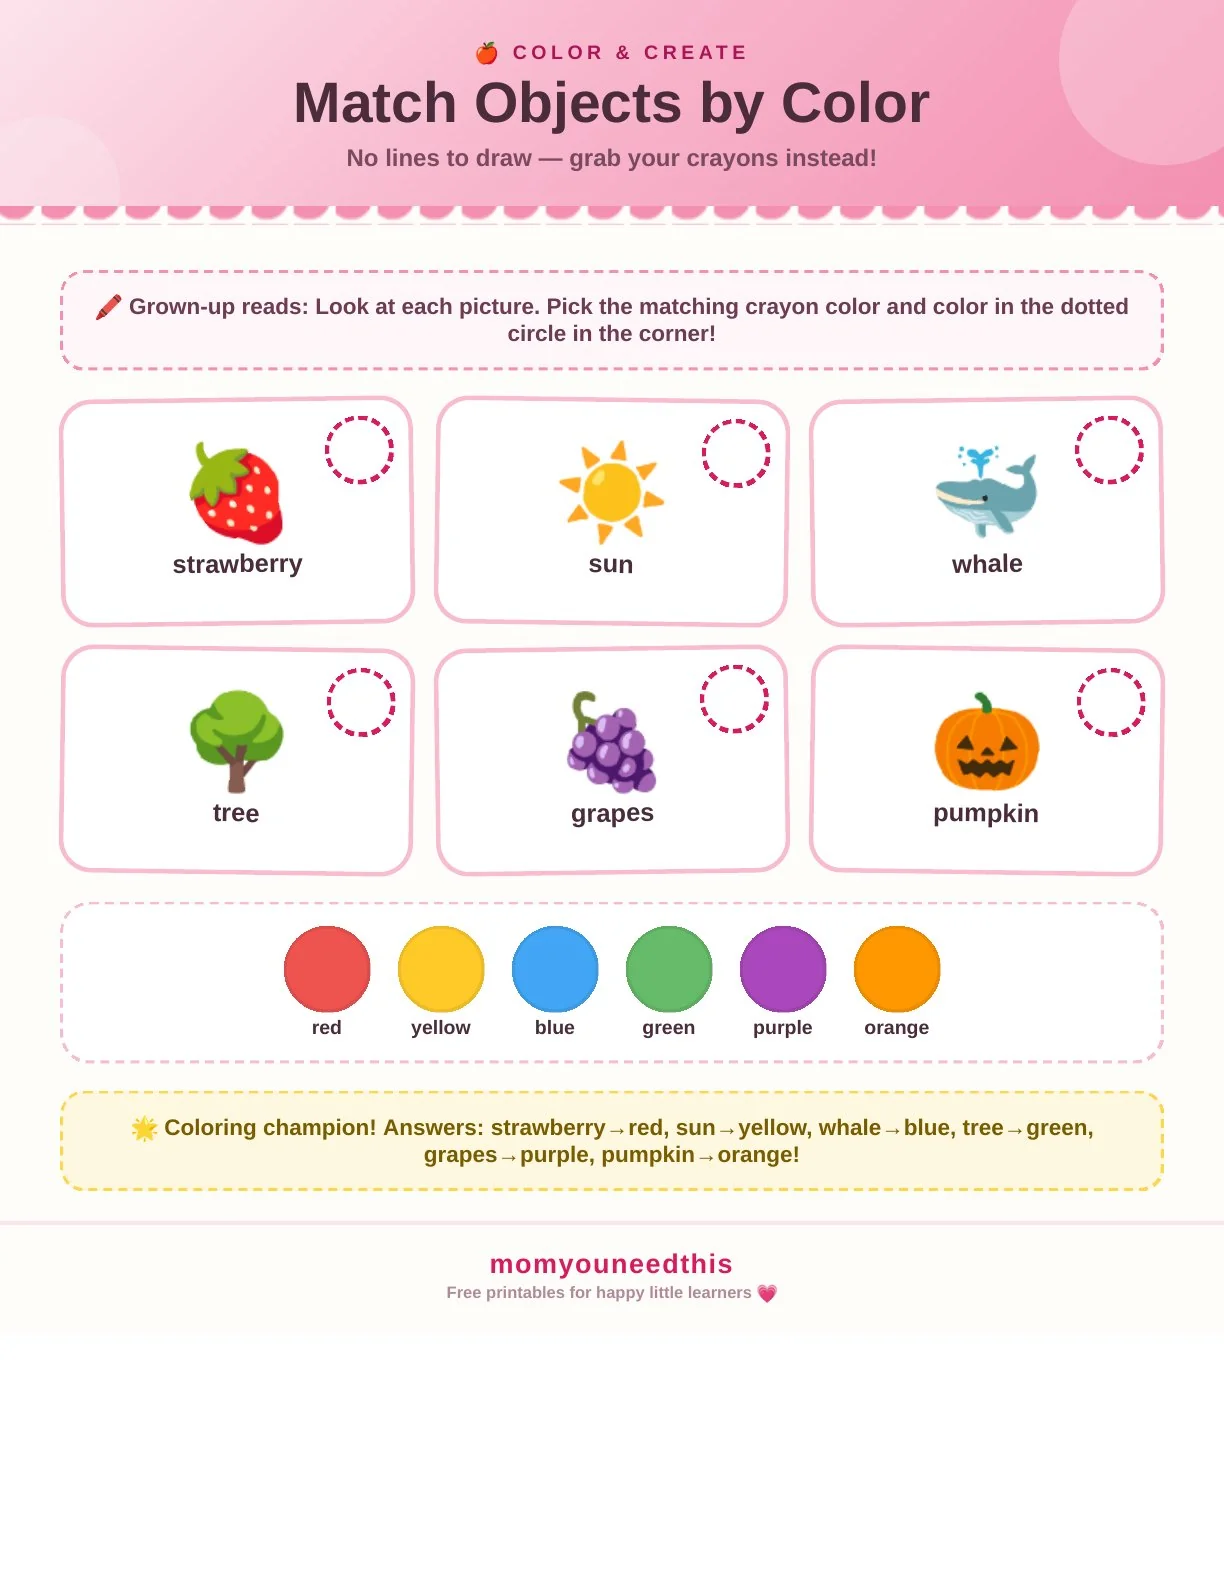 COLOR & CREATE
Match Objects by Color
No lines to draw — grab your crayons instead!
Grown-up reads: Look at each picture. Pick the matching crayon color and color in the dotted
circle in the corner!
strawberry
sun
whale
tree
grapes
pumpkin
red
yellow
blue
green
purple
orange
Coloring champion! Answers: strawberry→red, sun→yellow, whale→blue, tree→green,
grapes→purple, pumpkin→orange!
momyouneedthis
Free printables for happy little learners